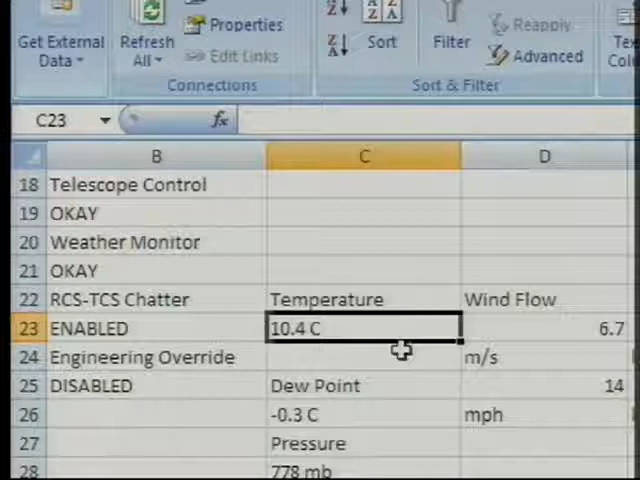 Get External Data
Refresh All
Properties
Edit Links
Connections
Sort
Filter
Reapply
Advanced
Sort & Filter
C23
fx
B C D
18 Telescope Control
19 OKAY
20 Weather Monitor
21 OKAY
22 RCS-TCS Chatter Temperature Wind Flow
23 ENABLED 10.4 C 6.7
24 Engineering Override m/s
25 DISABLED Dew Point 14
26 -0.3 C mph
27 Pressure
28 778 mb